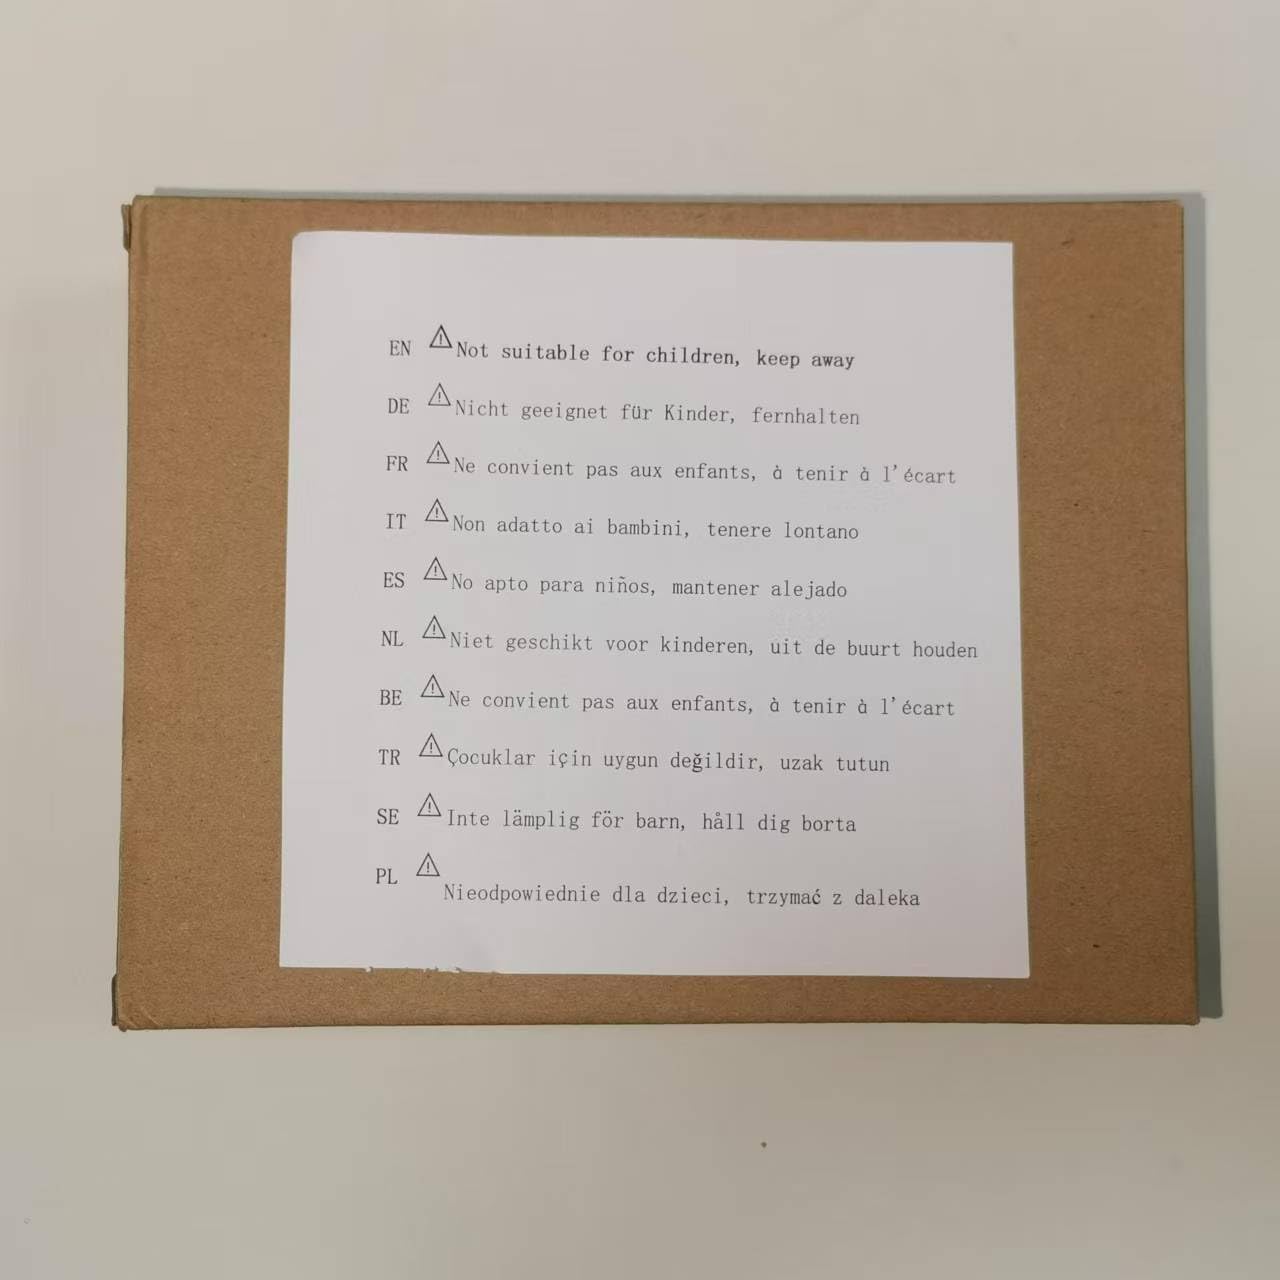 EN ⚠Not suitable for children, keep away
DE ⚠Nicht geeignet für Kinder, fernhalten
FR ⚠Ne convient pas aux enfants, à tenir à l'écart
IT ⚠Non adatto ai bambini, tenere lontano
ES ⚠No apto para niños, mantener alejado
NL ⚠Niet geschikt voor kinderen, uit de buurt houden
BE ⚠Ne convient pas aux enfants, à tenir à l'écart
TR ⚠Çocuklar için uygun değildir, uzak tutun
SE ⚠Inte lämplig för barn, håll dig borta
PL ⚠Nieodpowiednie dla dzieci, trzymać z daleka